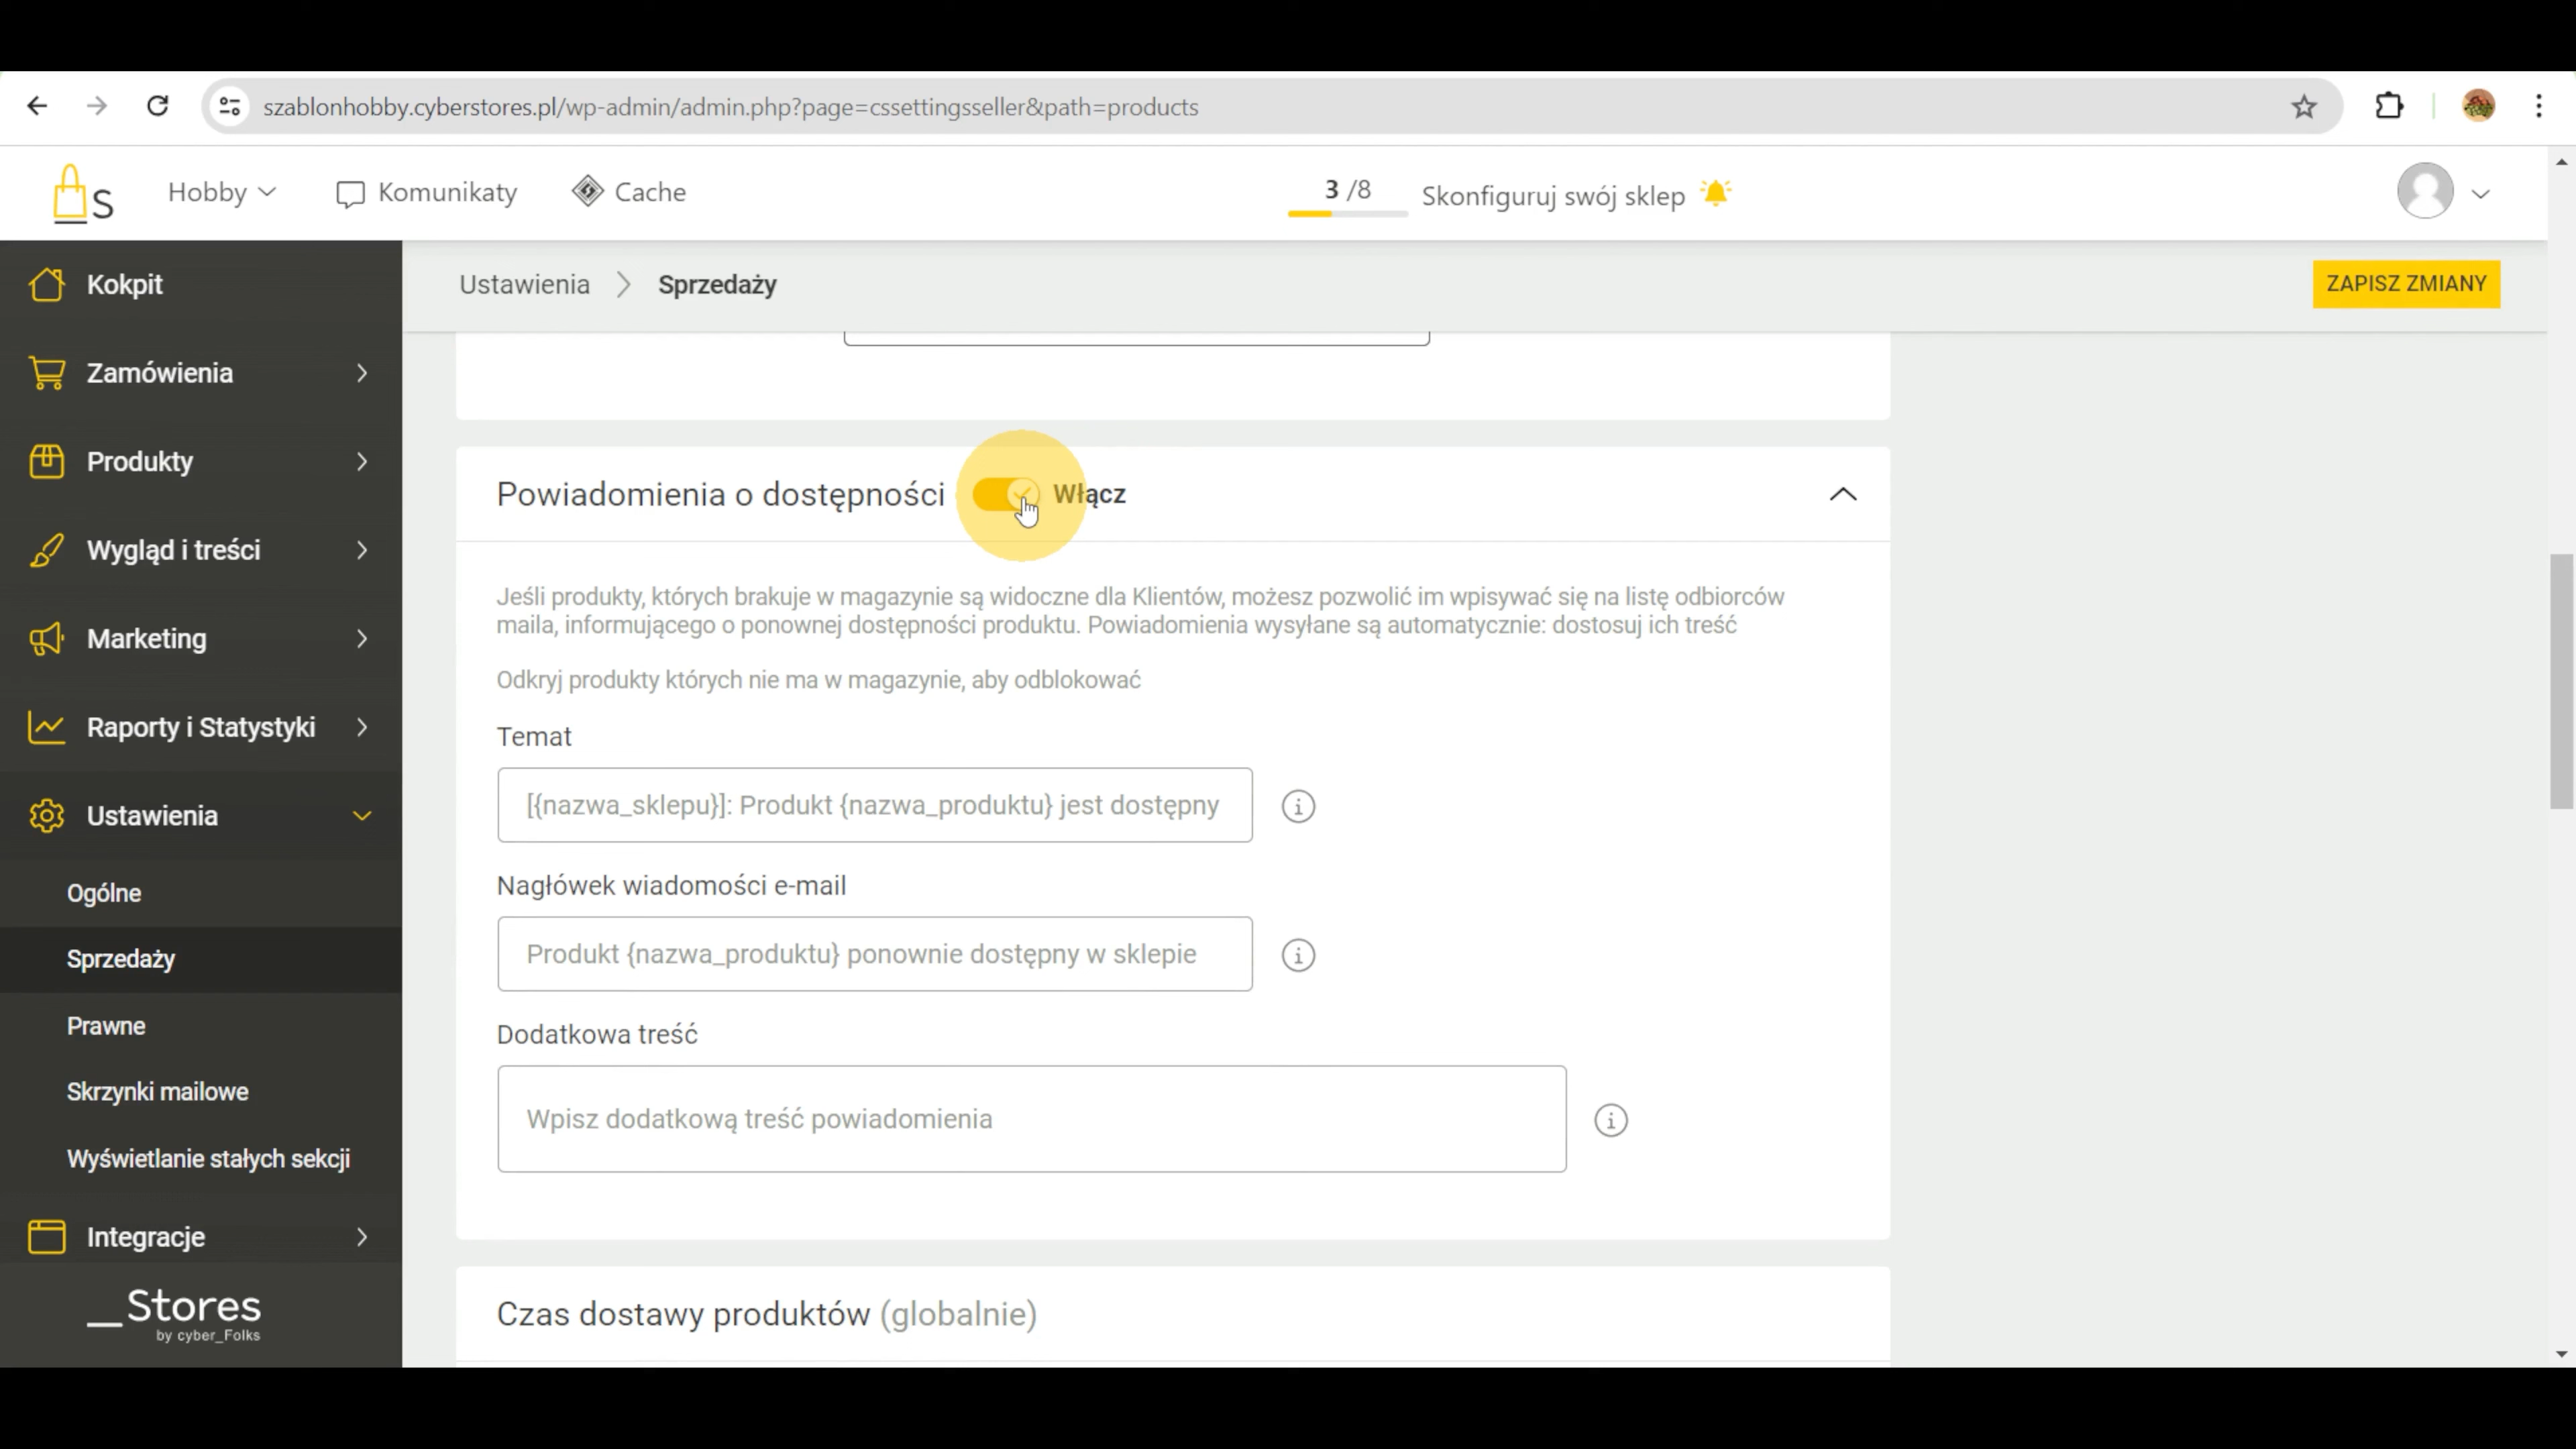 szablonhobby.cyberstores.pl/wp-admin/admin.php?page=cssettingsseller&path=products
S
Hobby
Komunikaty
Cache
3 /8
Skonfiguruj swój sklep
Kokpit
Zamówienia
Produkty
Wygląd i treści
Marketing
Raporty i Statystyki
Ustawienia
Ogólne
Sprzedaży
Prawne
Skrzynki mailowe
Wyświetlanie stałych sekcji
Integracje
__Stores
by cyber_Folks
Ustawienia
Sprzedaży
ZAPISZ ZMIANY
Powiadomienia o dostępności
Włącz
Jeśli produkty, których brakuje w magazynie są widoczne dla Klientów, możesz pozwolić im wpisywać się na listę odbiorców
maila, informującego o ponownej dostępności produktu. Powiadomienia wysyłane są automatycznie: dostosuj ich treść
Odkryj produkty których nie ma w magazynie, aby odblokować
Temat
[{nazwa_sklepu}]: Produkt {nazwa_produktu} jest dostępny
Nagłówek wiadomości e-mail
Produkt {nazwa_produktu} ponownie dostępny w sklepie
Dodatkowa treść
Wpisz dodatkową treść powiadomienia
Czas dostawy produktów (globalnie)